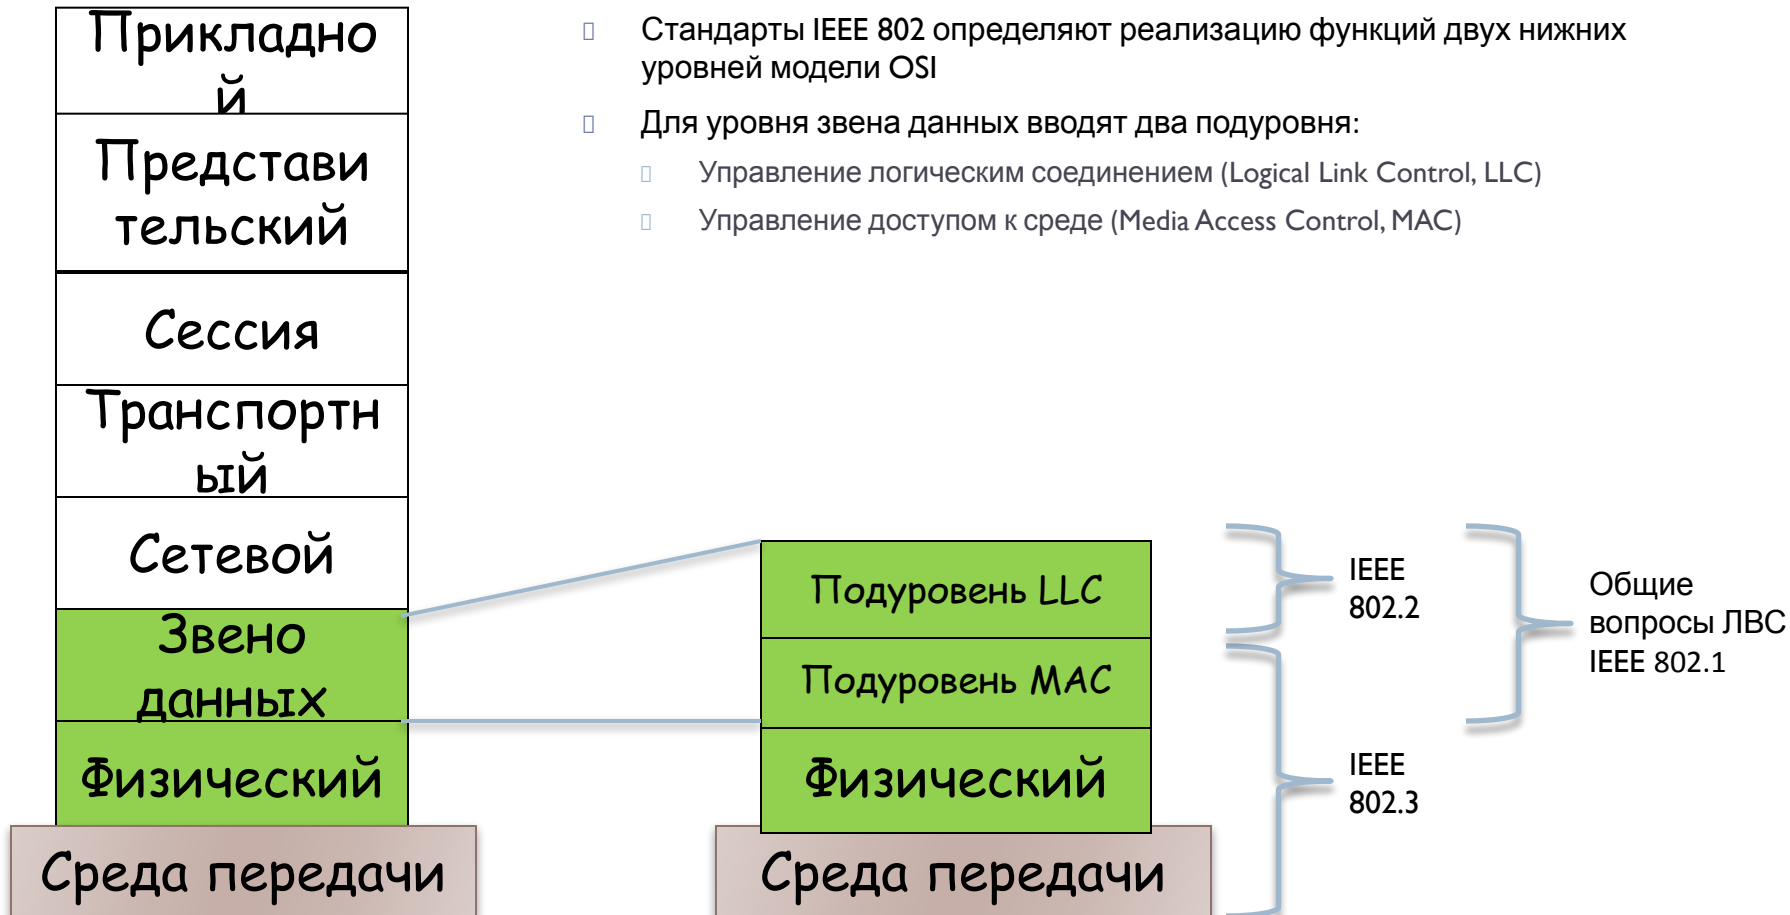 Прикладно
й
Представи
тельский
Сессия
Транспортн
ый
Сетевой
Звено
данных
Физический
Среда передачи
Стандарты IEEE 802 определяют реализацию функций двух нижних
уровней модели OSI
Для уровня звена данных вводят два подуровня:
Управление логическим соединением (Logical Link Control, LLC)
Управление доступом к среде (Media Access Control, MAC)
Подуровень LLC
Подуровень MAC
Физический
Среда передачи
IEEE
802.2
IEEE
802.3
Общие
вопросы ЛВС
IEEE 802.1